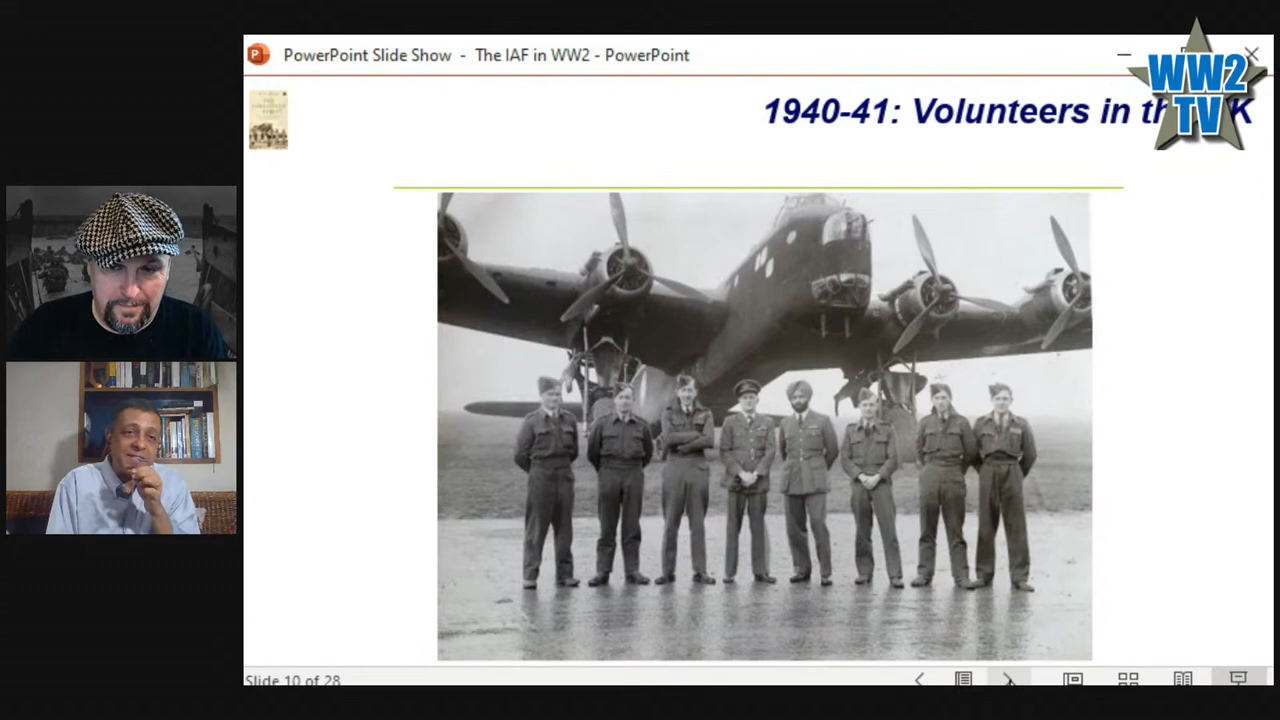 PowerPoint Slide Show - The IAF in WW2 - PowerPoint
WW2
TV
1940-41: Volunteers in th K
Slide 10 of 28